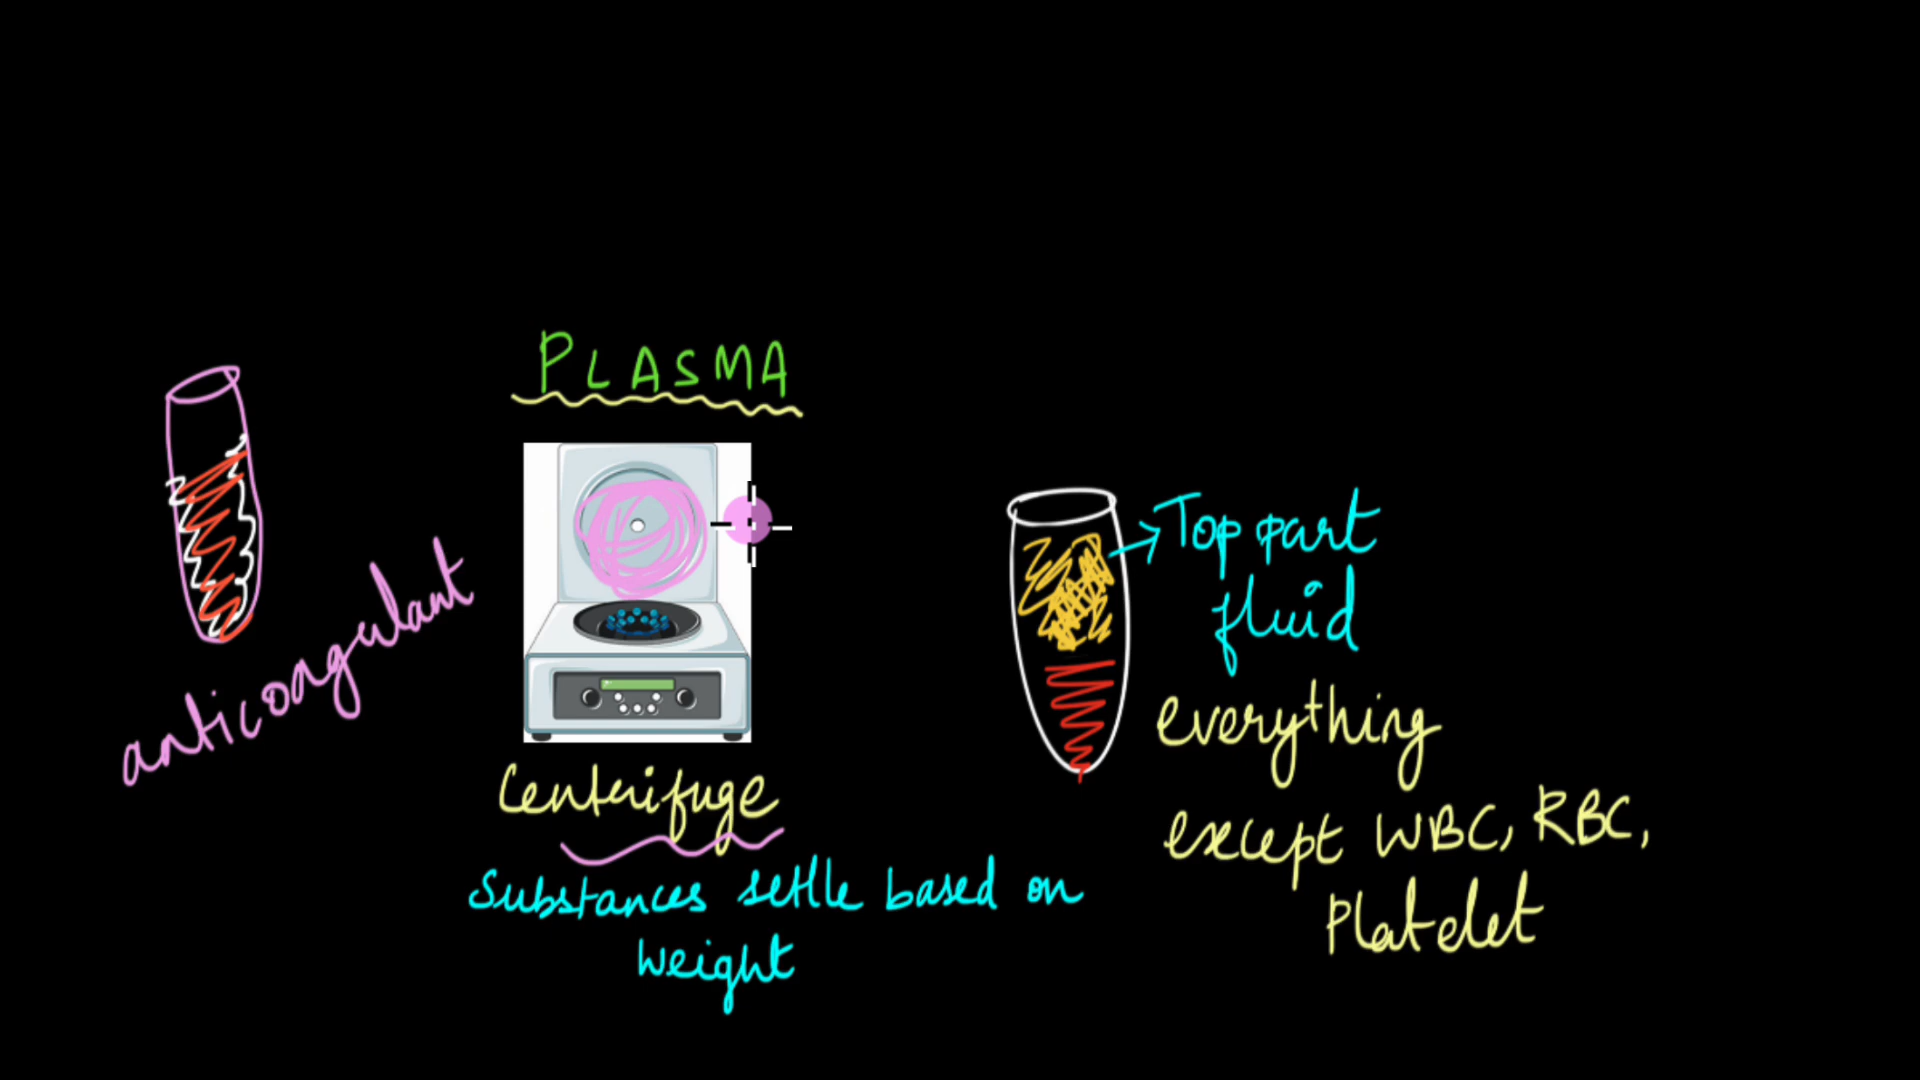 PLASMA
anticoagulant
Centrifuge
Substances settle based on
weight
Top part
fluid
everything
except WBC, RBC,
Platelet